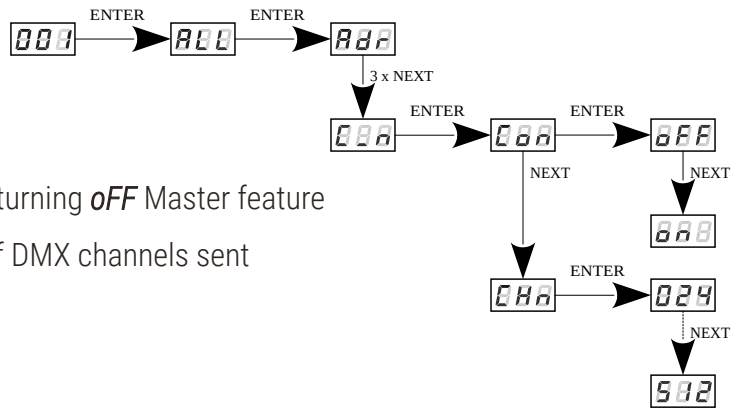 ENTER ENTER
001 ALL Adr
3 x NEXT
ENTER ENTER
C_n Con oFF
NEXT NEXT
turning oFF Master feature
on
f DMX channels sent
ENTER
CHn 024
NEXT
512